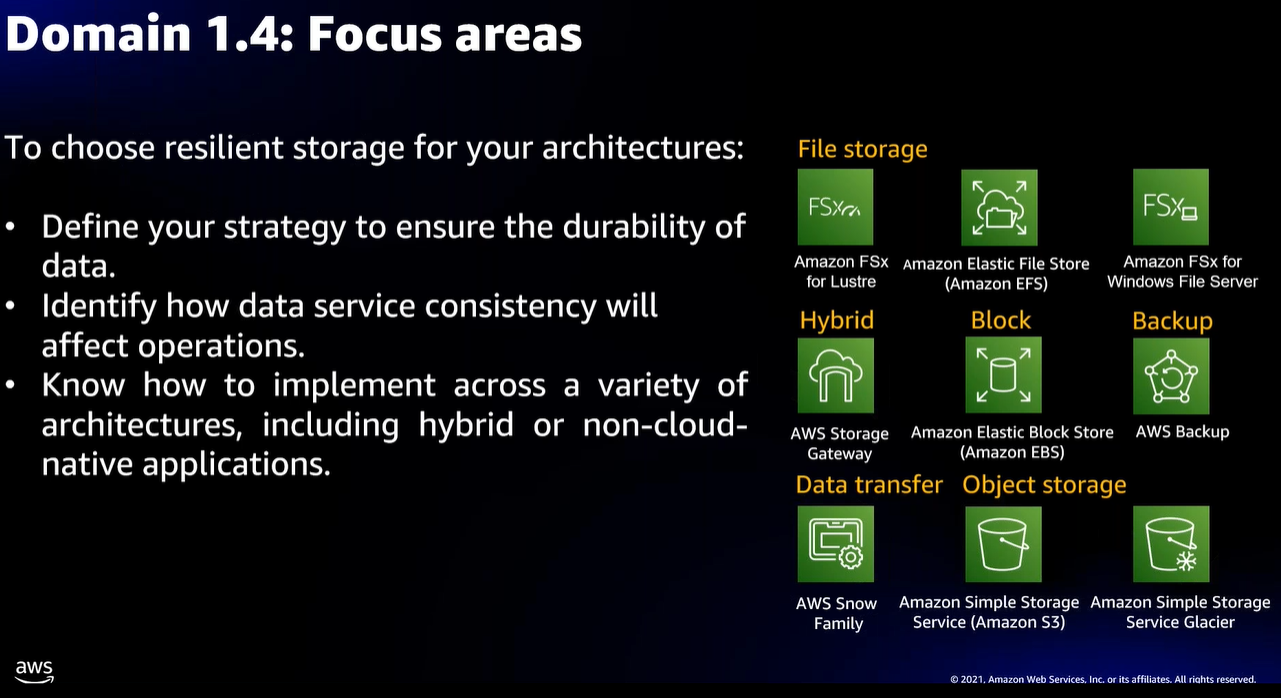 Domain 1.4: Focus areas
To choose resilient storage for your architectures:
• Define your strategy to ensure the durability of
data.
• Identify how data service consistency will
affect operations.
• Know how to implement across a variety of
architectures, including hybrid or non-cloud-
native applications.
File storage
FSx
FSx
Amazon FSx
for Lustre
Amazon Elastic File Store
(Amazon EFS)
Amazon FSx for
Windows File Server
Hybrid
Block
Backup
AWS Storage
Gateway
Amazon Elastic Block Store
(Amazon EBS)
AWS Backup
Data transfer
Object storage
AWS Snow
Family
Amazon Simple Storage
Service (Amazon S3)
Amazon Simple Storage
Service Glacier
aws
© 2021, Amazon Web Services, Inc. or its affiliates. All rights reserved.